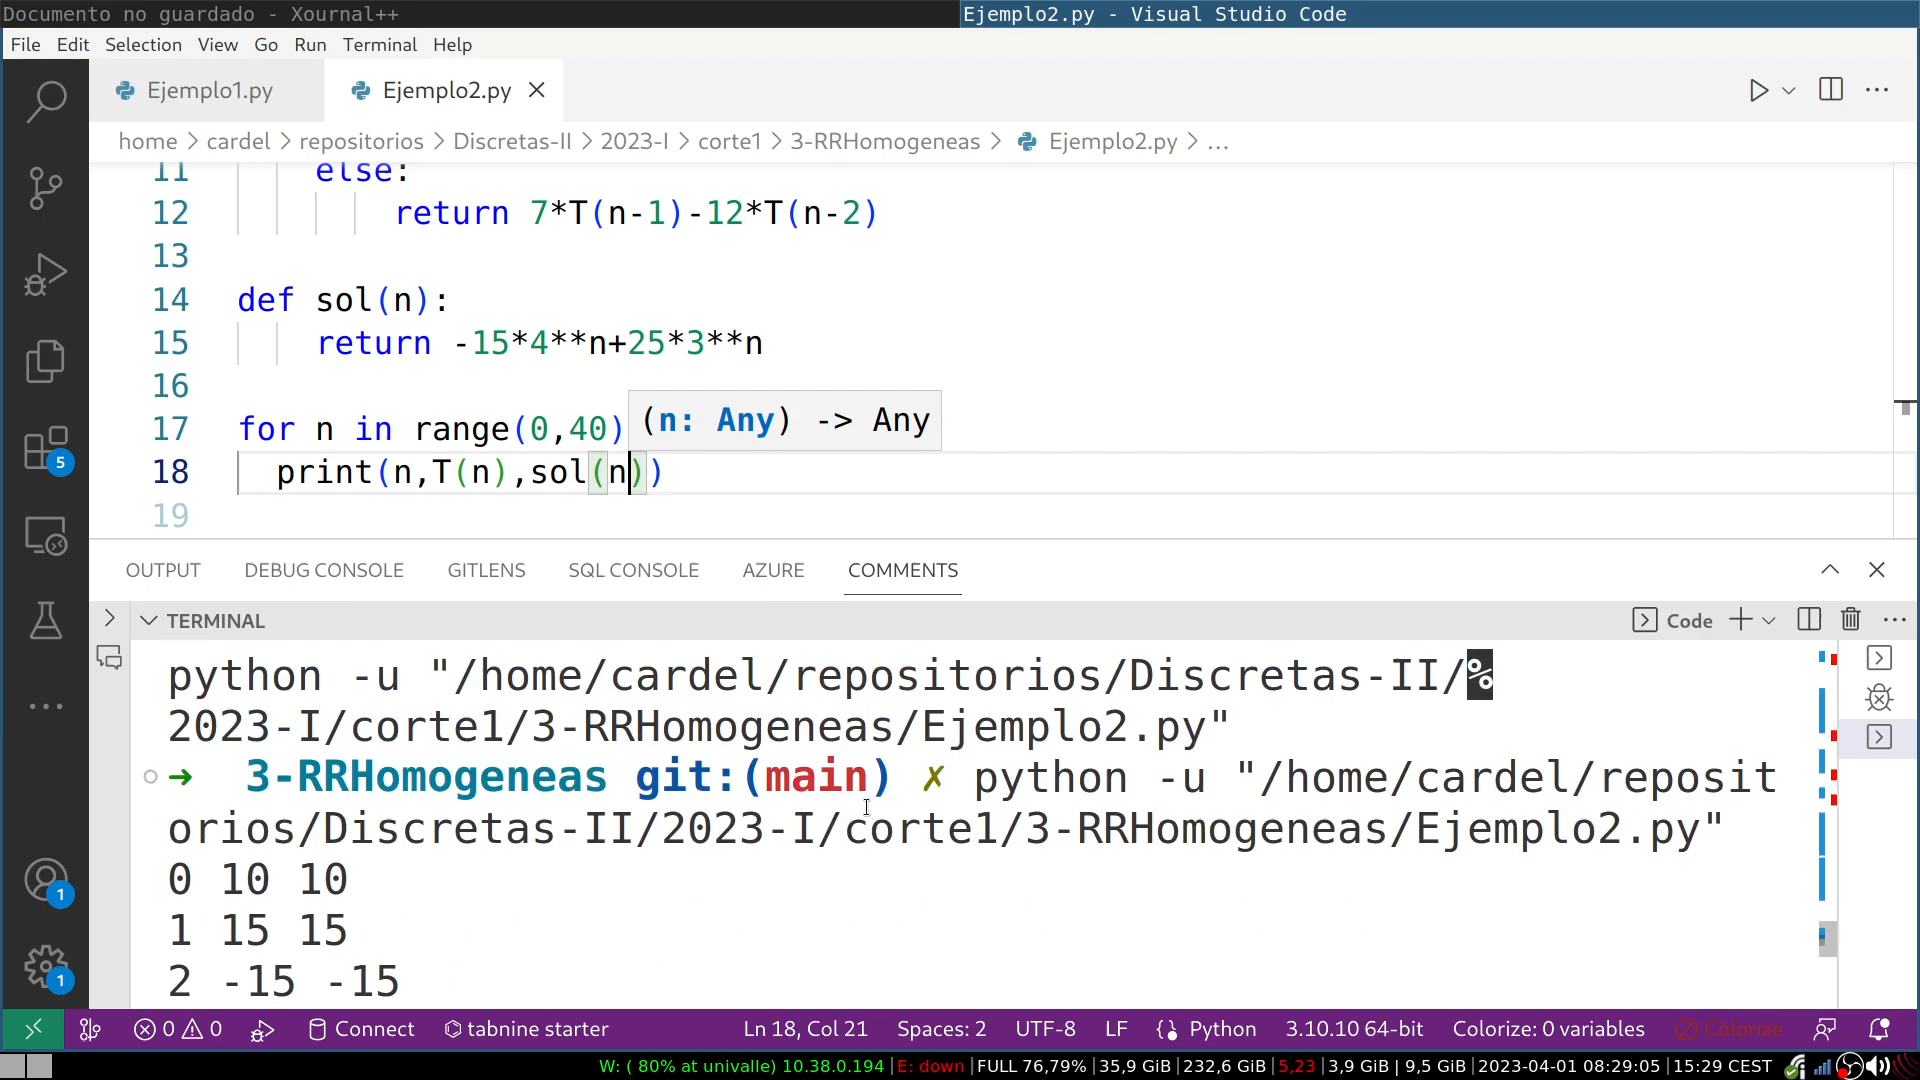 Documento no guardado - Xournal++
Ejemplo2.py - Visual Studio Code
File Edit Selection View Go Run Terminal Help
Ejemplo1.py
Ejemplo2.py
home > cardel > repositorios > Discretas-II > 2023-I > corte1 > 3-RRHomogeneas > Ejemplo2.py > ...
11 else:
12 return 7*T(n-1)-12*T(n-2)
13
14 def sol(n):
15 return -15*4**n+25*3**n
16
(n: Any) -> Any
17 for n in range(0,40)
18 print(n,T(n),sol(n))
19
OUTPUT DEBUG CONSOLE GITLENS SQL CONSOLE AZURE COMMENTS
TERMINAL
Code
python -u "/home/cardel/repositorios/Discretas-II/%
2023-I/corte1/3-RRHomogeneas/Ejemplo2.py"
➜ 3-RRHomogeneas git:(main) ✗ python -u "/home/cardel/reposit
orios/Discretas-II/2023-I/corte1/3-RRHomogeneas/Ejemplo2.py"
0 10 10
1 15 15
2 -15 -15
5
1
1
0 0 Connect tabnine starter Ln 18, Col 21 Spaces: 2 UTF-8 LF {} Python 3.10.10 64-bit Colorize: 0 variables Colorize
W: ( 80% at univalle) 10.38.0.194 | E: down | FULL 76,79% | 35,9 GiB | 232,6 GiB | 5,23 | 3,9 GiB | 9,5 GiB | 2023-04-01 08:29:05 | 15:29 CEST